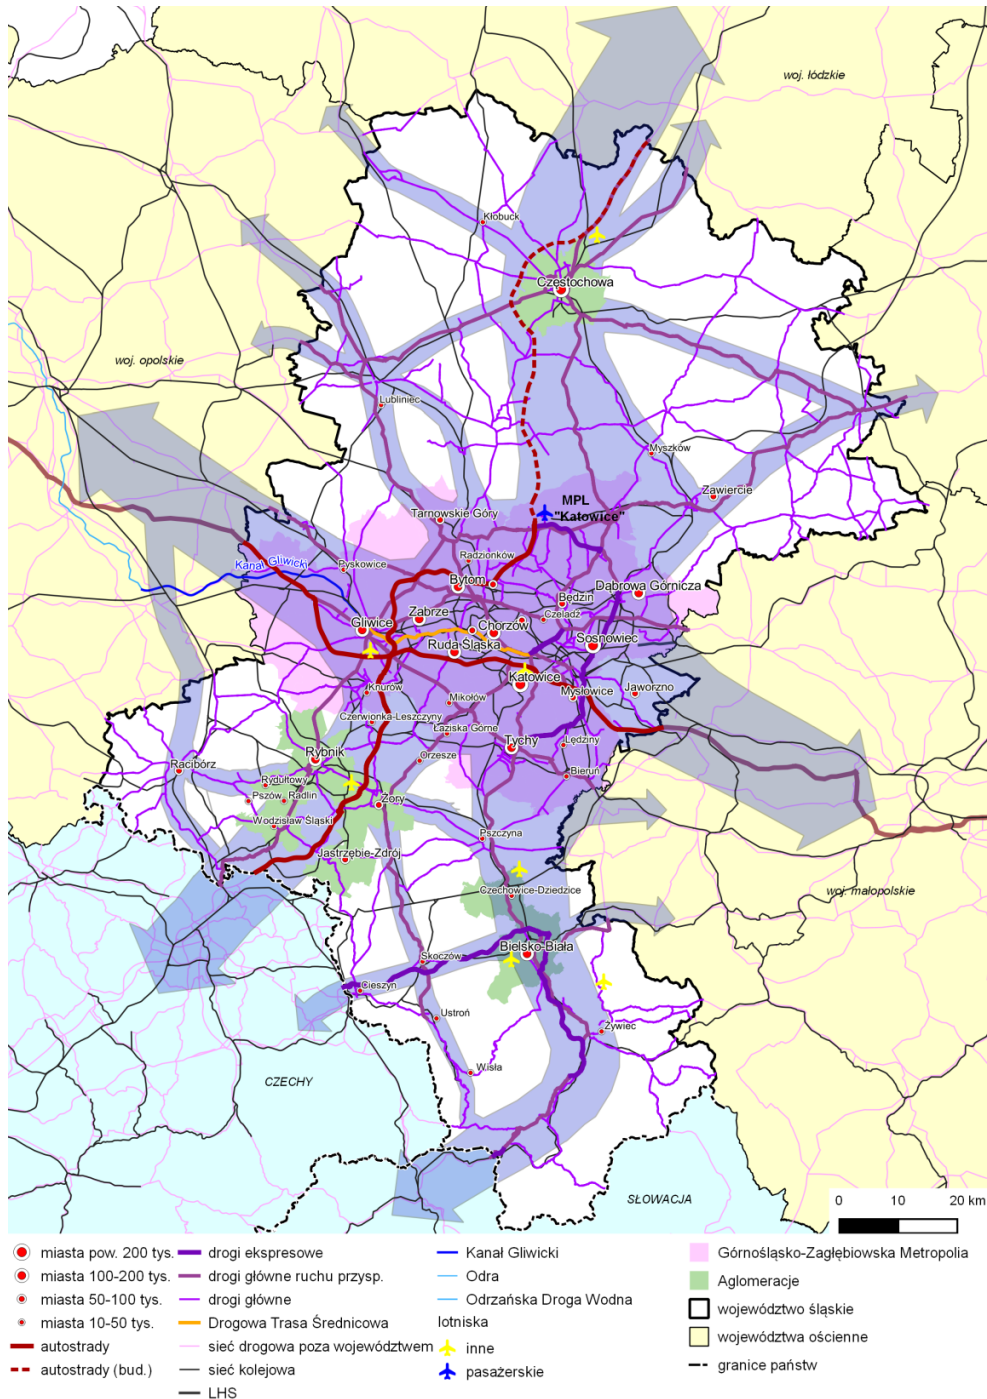 woj. łódzkie
Kłobuck
Częstochowa
woj. opolskie
Lubliniec
Myszków
Zawiercie
MPL
"Katowice"
Tarnowskie Góry
Radzionków
Kanał Gliwicki
Pyskowice
Bytom
Będzin
Dąbrowa Górnicza
Zabrze
Czeladź
Gliwice
Chorzów
Sosnowiec
Ruda Śląska
Katowice
Knurów
Mikołów
Mysłowice
Jaworzno
Czerwionka-Leszczyny
Łaziska Górne
Tychy
Lędziny
Rybnik
Orzesze
Racibórz
Bieruń
Rydułtowy
Pszów
Radlin
Żory
Wodzisław Śląski
Pszczyna
Jastrzębie-Zdrój
Czechowice-Dziedzice
woj. małopolskie
Bielsko-Biała
Skoczów
Cieszyn
Ustroń
Żywiec
Wisła
CZECHY
SŁOWACJA
0 10 20 km
miasta pow. 200 tys.
miasta 100-200 tys.
miasta 50-100 tys.
miasta 10-50 tys.
autostrady
autostrady (bud.)
drogi ekspresowe
drogi główne ruchu przysp.
drogi główne
Drogowa Trasa Średnicowa
sieć drogowa poza województwem
sieć kolejowa
LHS
Kanał Gliwicki
Odra
Odrzańska Droga Wodna
lotniska
inne
pasażerskie
Górnośląsko-Zagłębiowska Metropolia
Aglomeracje
województwo śląskie
województwa ościenne
granice państw